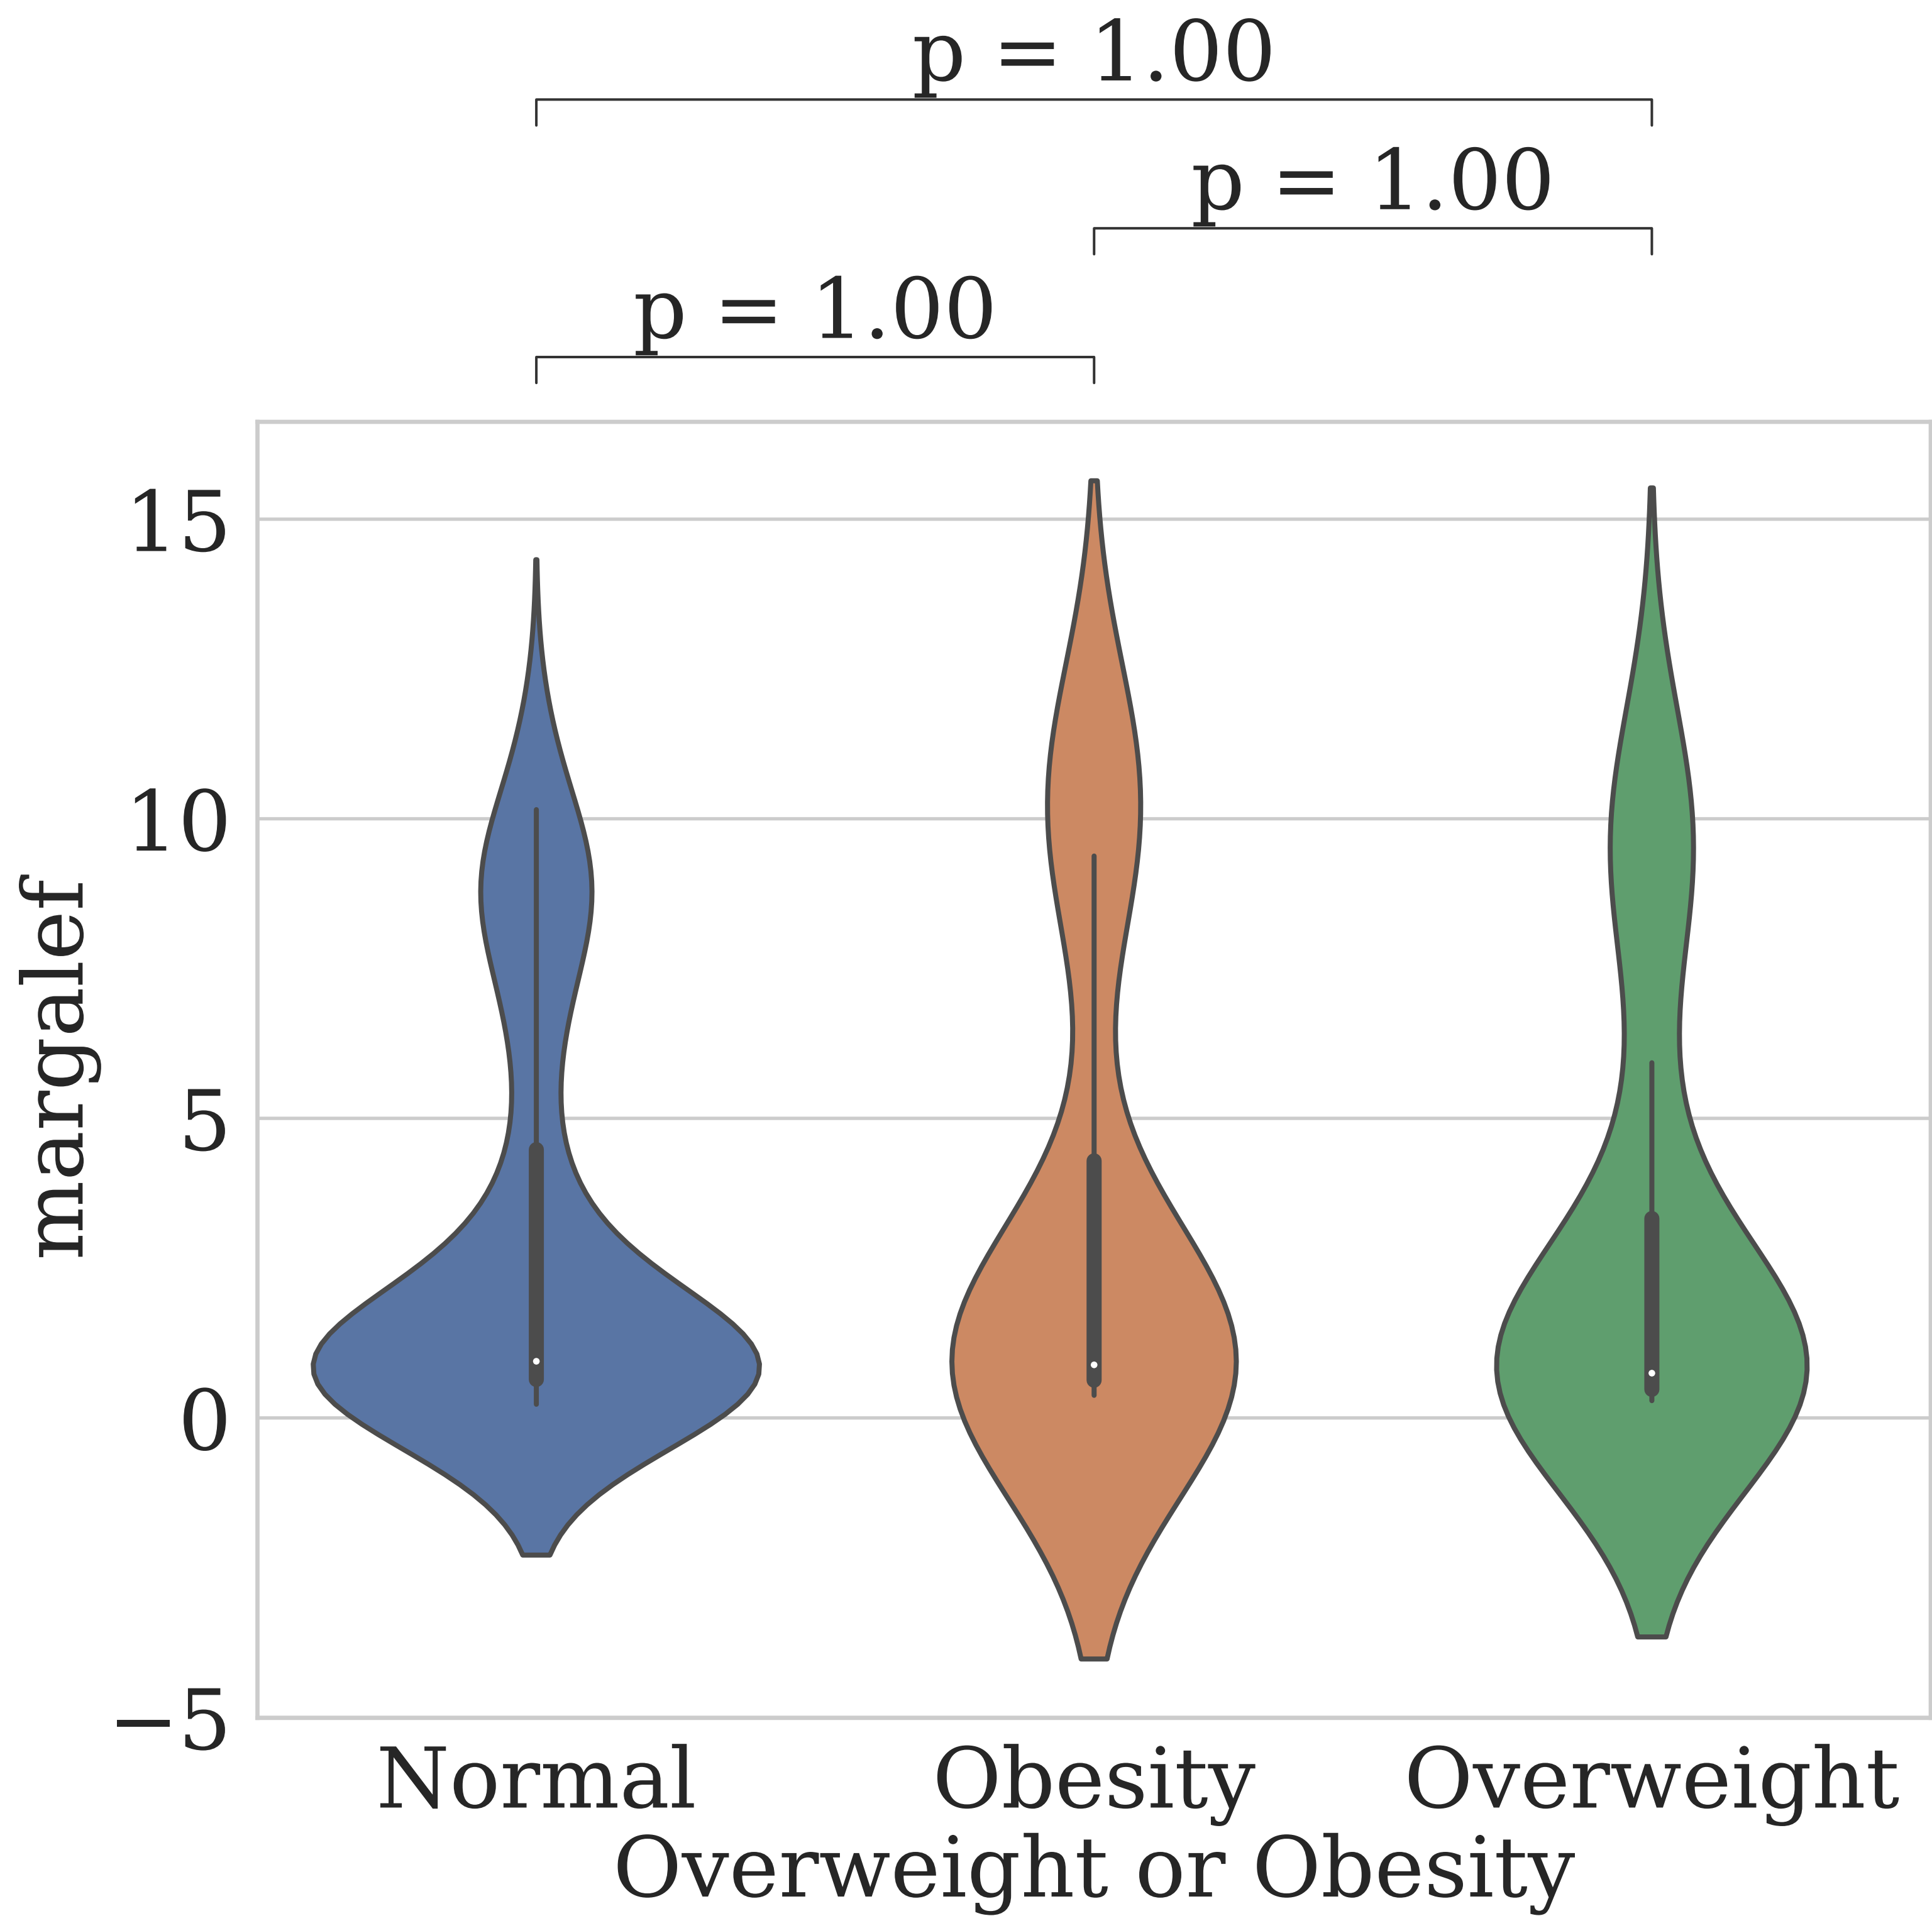 p = 1.00
p = 1.00
p = 1.00
15
10
5
0
−5
margalef
Normal
Obesity
Overweight
Overweight or Obesity